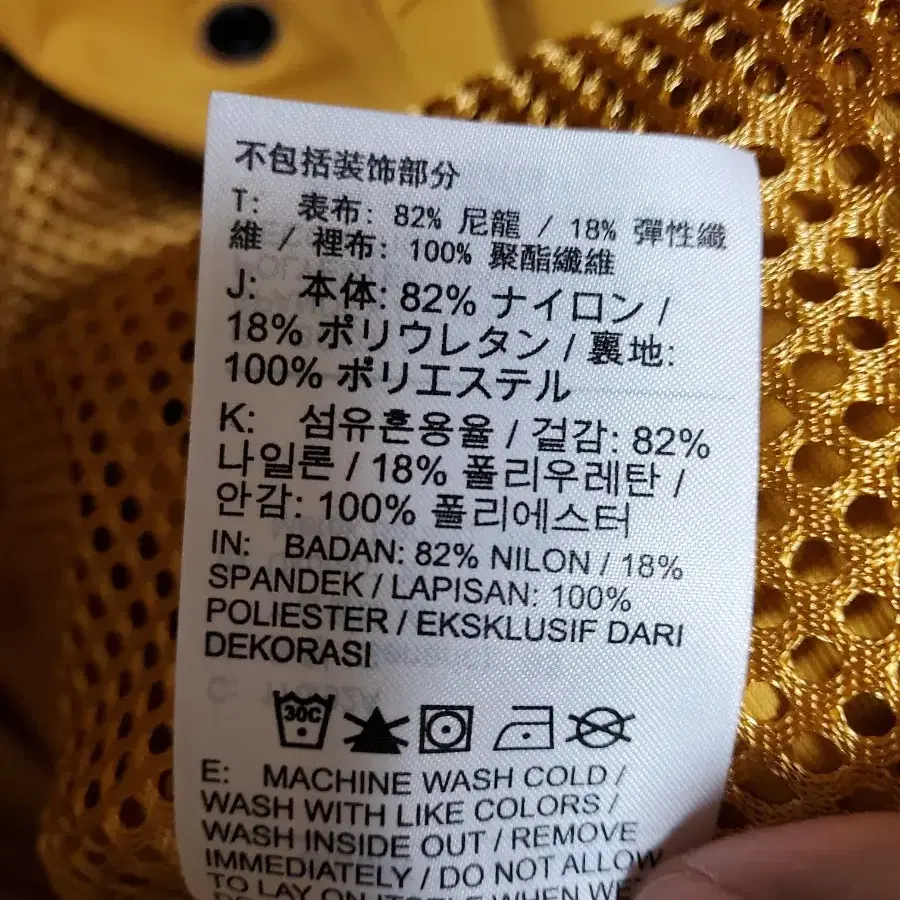 不包括装饰部分
T: 表布: 82% 尼龍 / 18% 彈性纖
維 / 裡布: 100% 聚酯纖維
J: 本体: 82% ナイロン /
18% ポリウレタン / 裏地:
100% ポリエステル
K: 섬유혼용율 / 겉감: 82%
나일론 / 18% 폴리우레탄 /
안감: 100% 폴리에스터
IN: BADAN: 82% NILON / 18%
SPANDEK / LAPISAN: 100%
POLIESTER / EKSKLUSIF DARI
DEKORASI
30C
E: MACHINE WASH COLD /
WASH WITH LIKE COLORS /
WASH INSIDE OUT / REMOVE
IMMEDIATELY / DO NOT ALLOW
TO LAY ON ITSELF WHEN